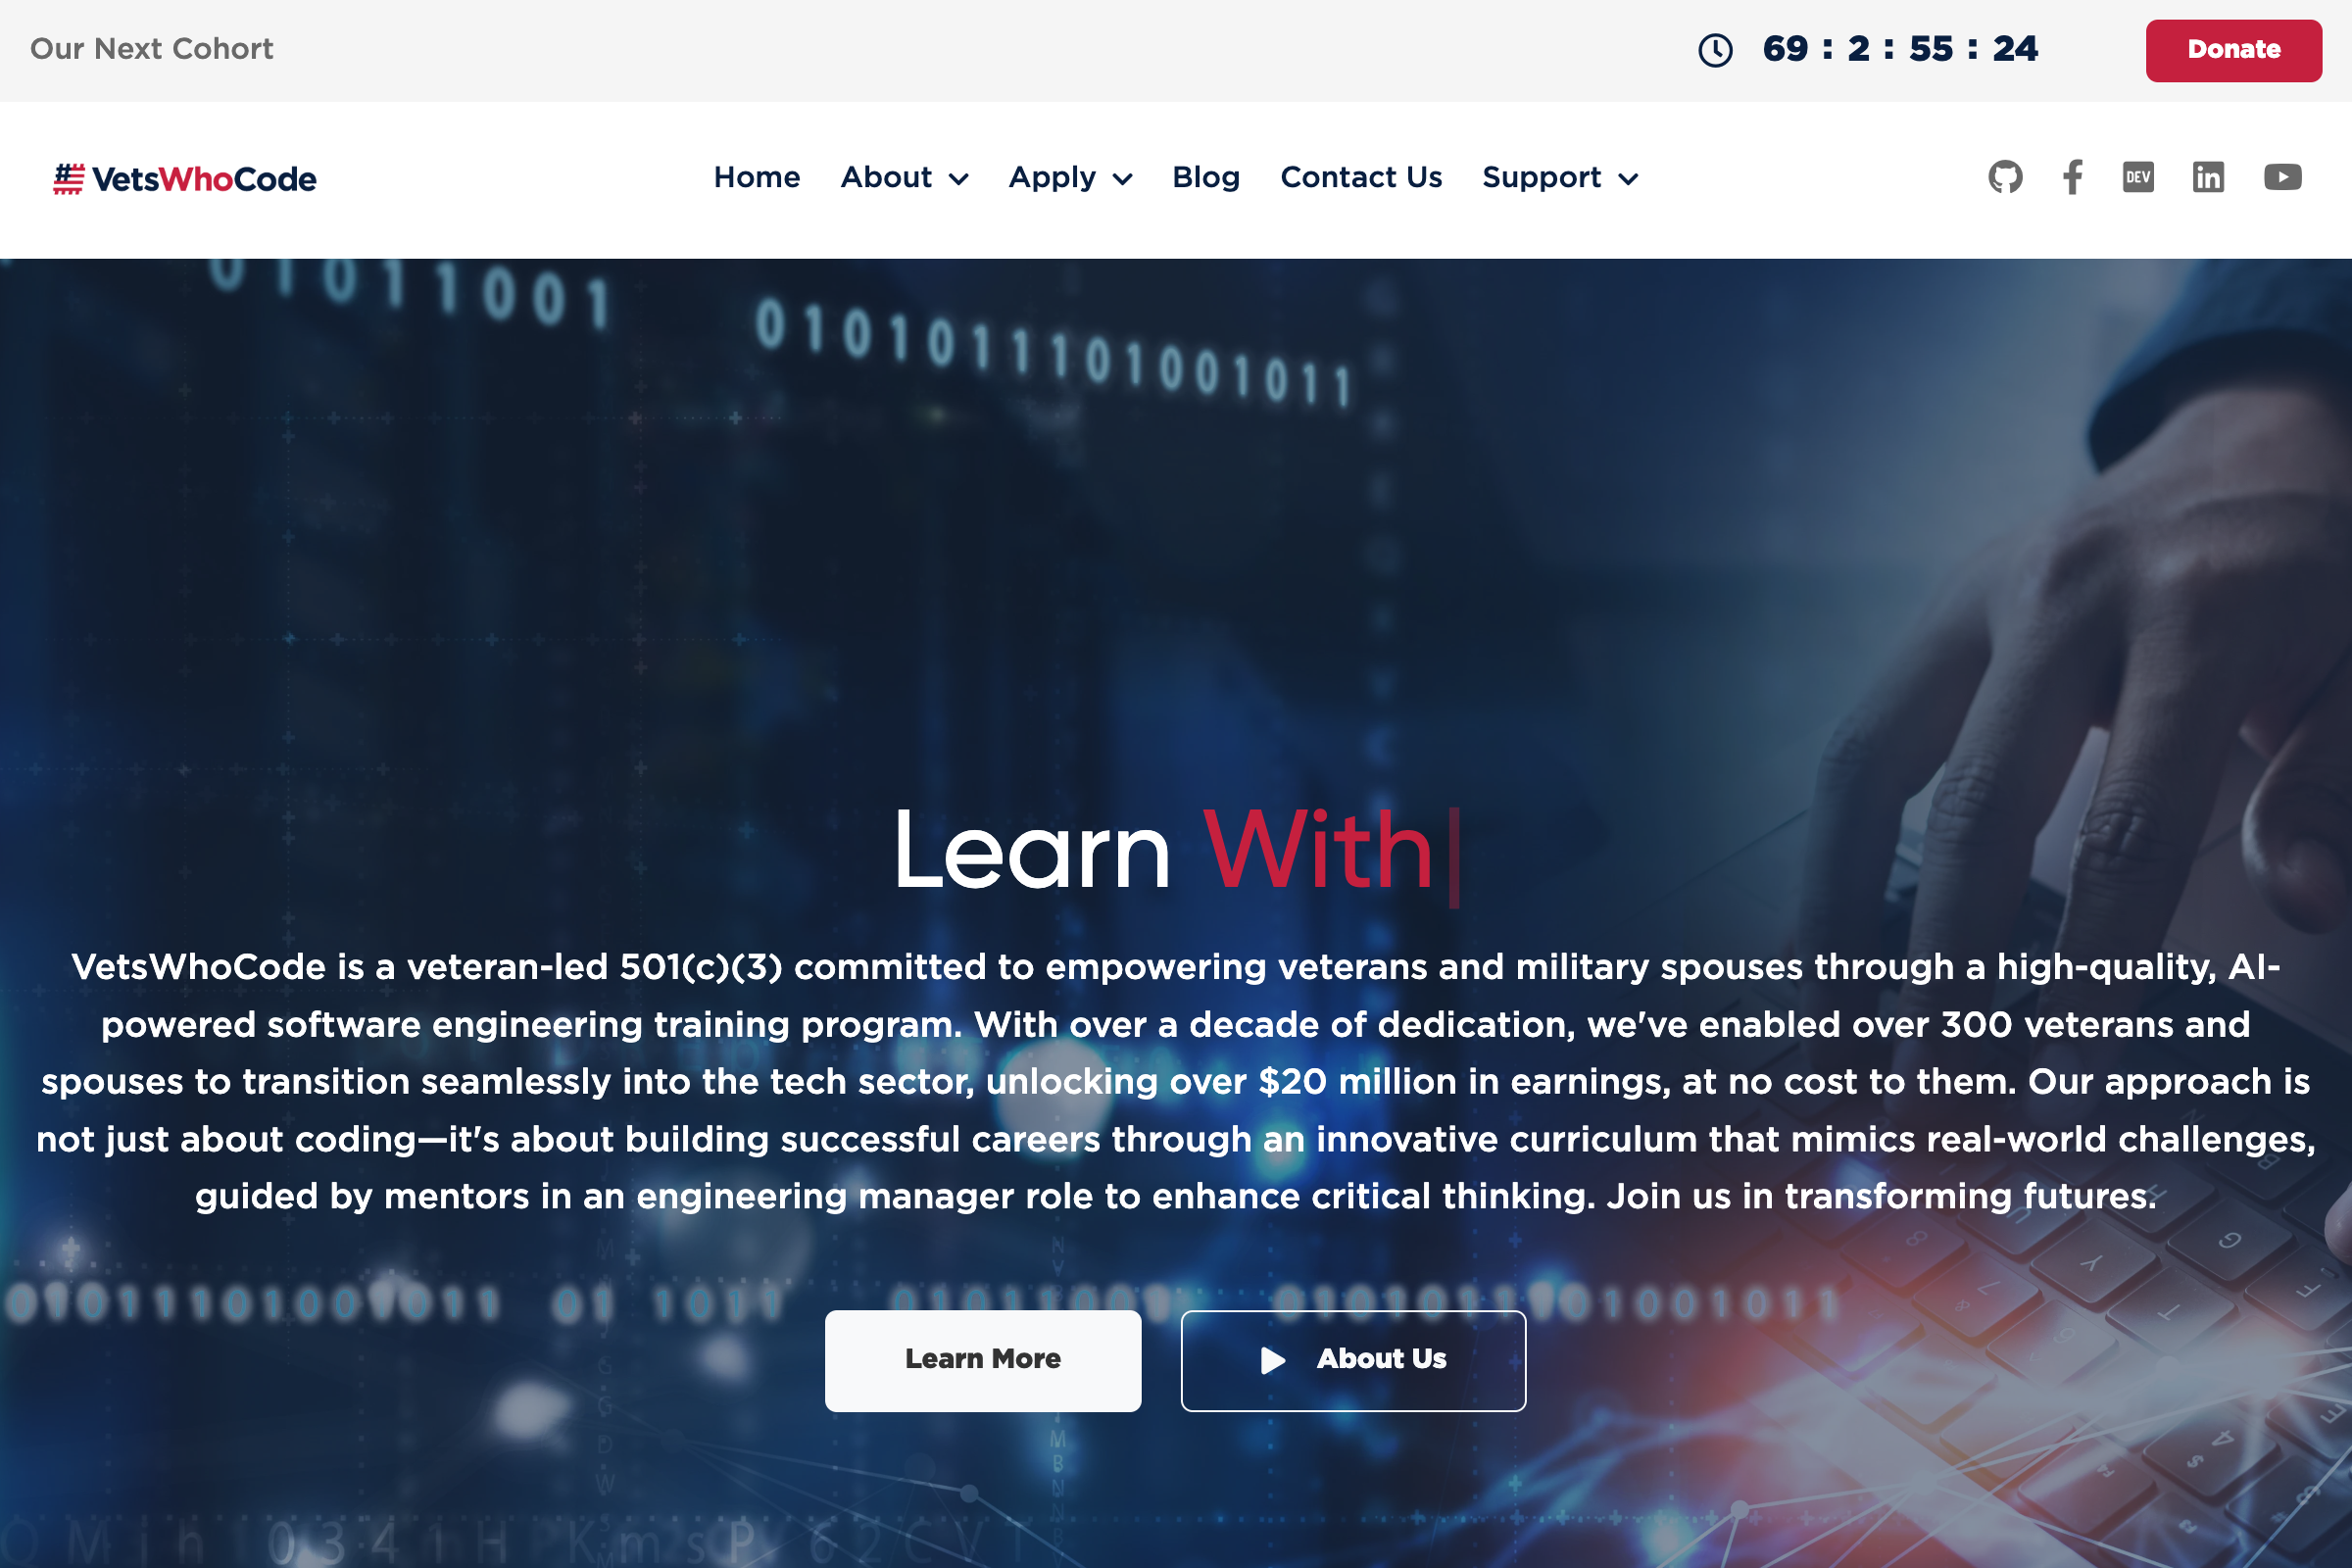 Our Next Cohort
69 : 2 : 55 : 24
Donate
VetsWhoCode
Home
About
Apply
Blog
Contact Us
Support
DEV
in
01011001
0101011101001011
Learn With
VetsWhoCode is a veteran-led 501(c)(3) committed to empowering veterans and military spouses through a high-quality, AI-
powered software engineering training program. With over a decade of dedication, we've enabled over 300 veterans and
spouses to transition seamlessly into the tech sector, unlocking over $20 million in earnings, at no cost to them. Our approach is
not just about coding—it's about building successful careers through an innovative curriculum that mimics real-world challenges,
guided by mentors in an engineering manager role to enhance critical thinking. Join us in transforming futures.
Learn More
About Us